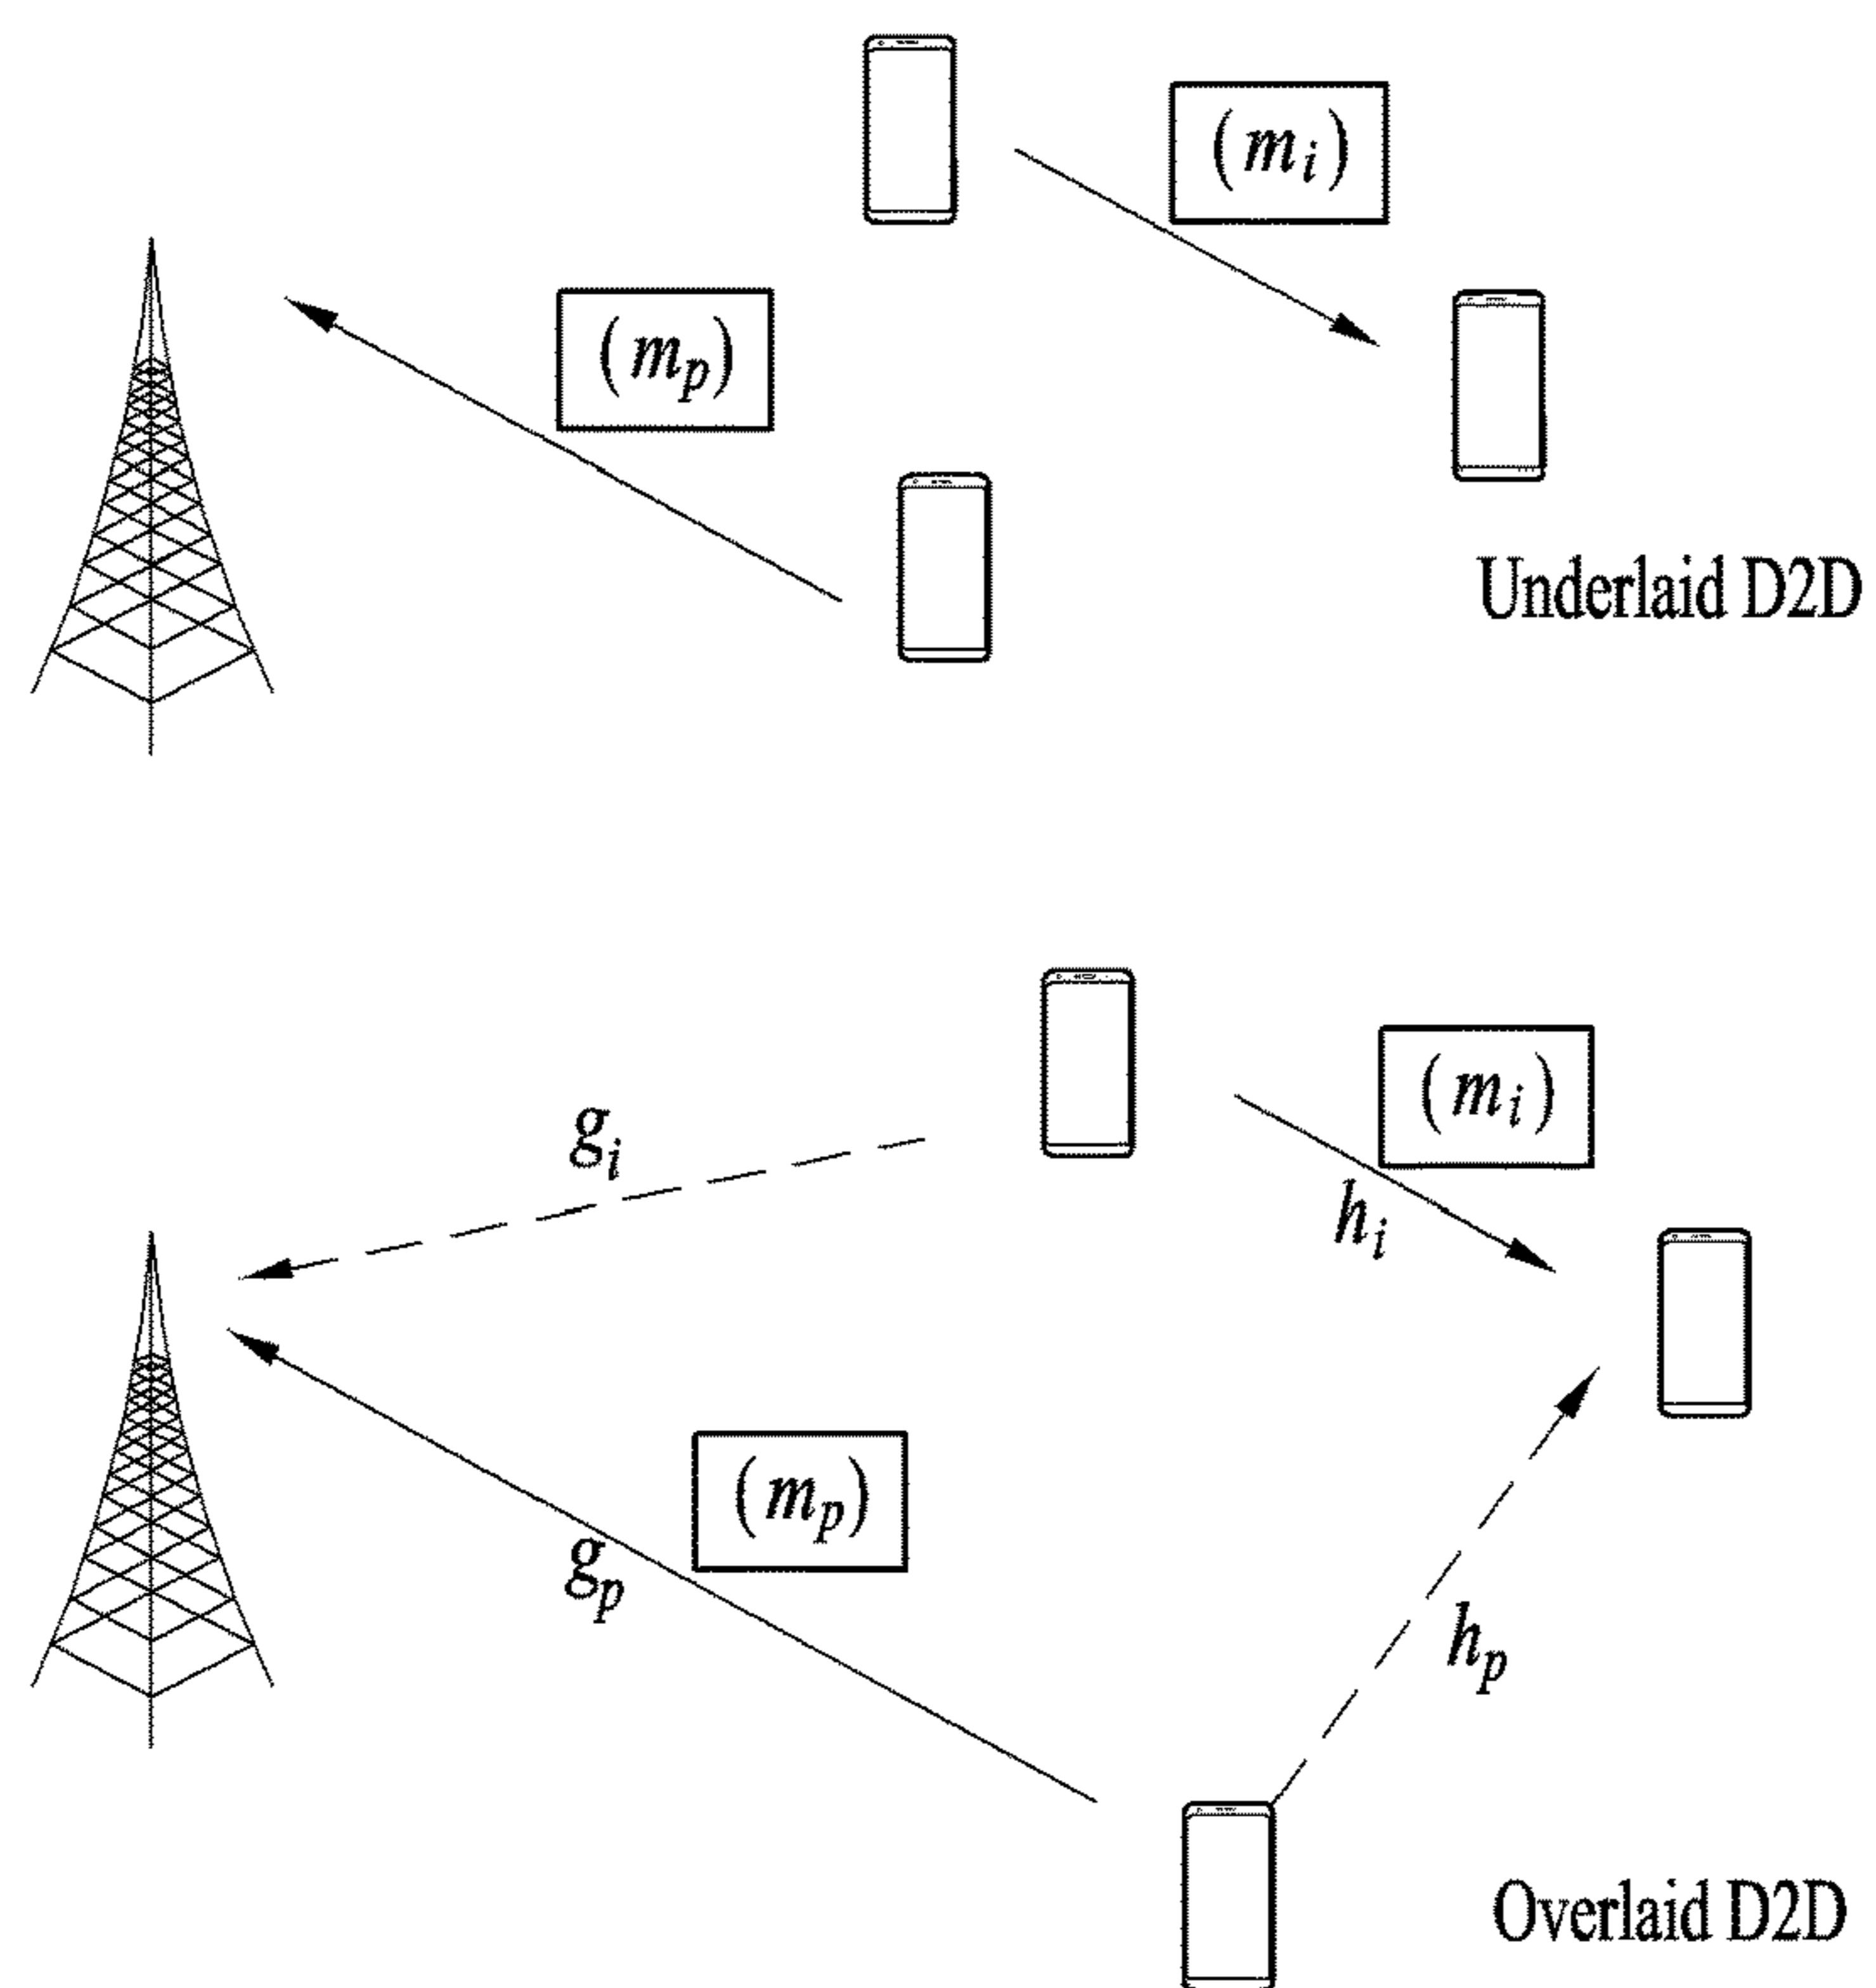 (m_i)
(m_p)
Underlaid D2D
g_i
(m_i)
h_i
(m_p)
g_p
h_p
Overlaid D2D